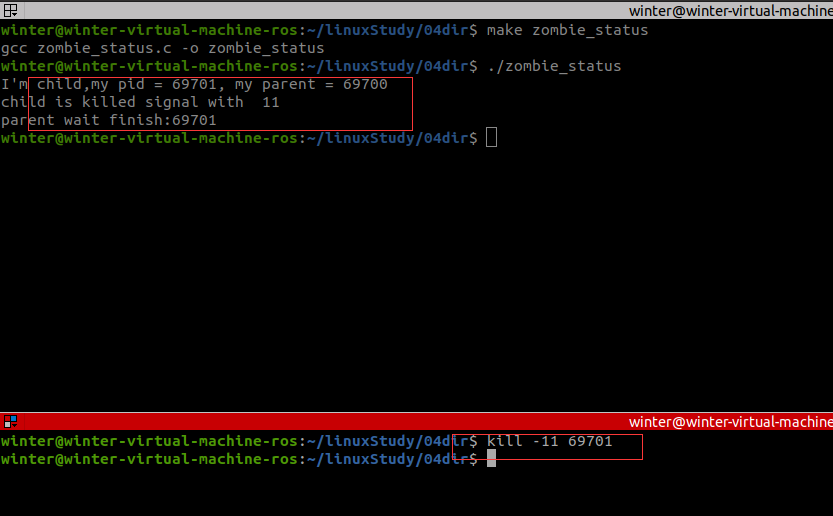 winter@winter-virtual-machine
winter@winter-virtual-machine-ros:~/linuxStudy/04dir$ make zombie_status
gcc zombie_status.c -o zombie_status
winter@winter-virtual-machine-ros:~/linuxStudy/04dir$ ./zombie_status
I'm child,my pid = 69701, my parent = 69700
child is killed signal with  11
parent wait finish:69701
winter@winter-virtual-machine-ros:~/linuxStudy/04dir$
winter@winter-virtual-machine
winter@winter-virtual-machine-ros:~/linuxStudy/04dir$ kill -11 69701
winter@winter-virtual-machine-ros:~/linuxStudy/04dir$